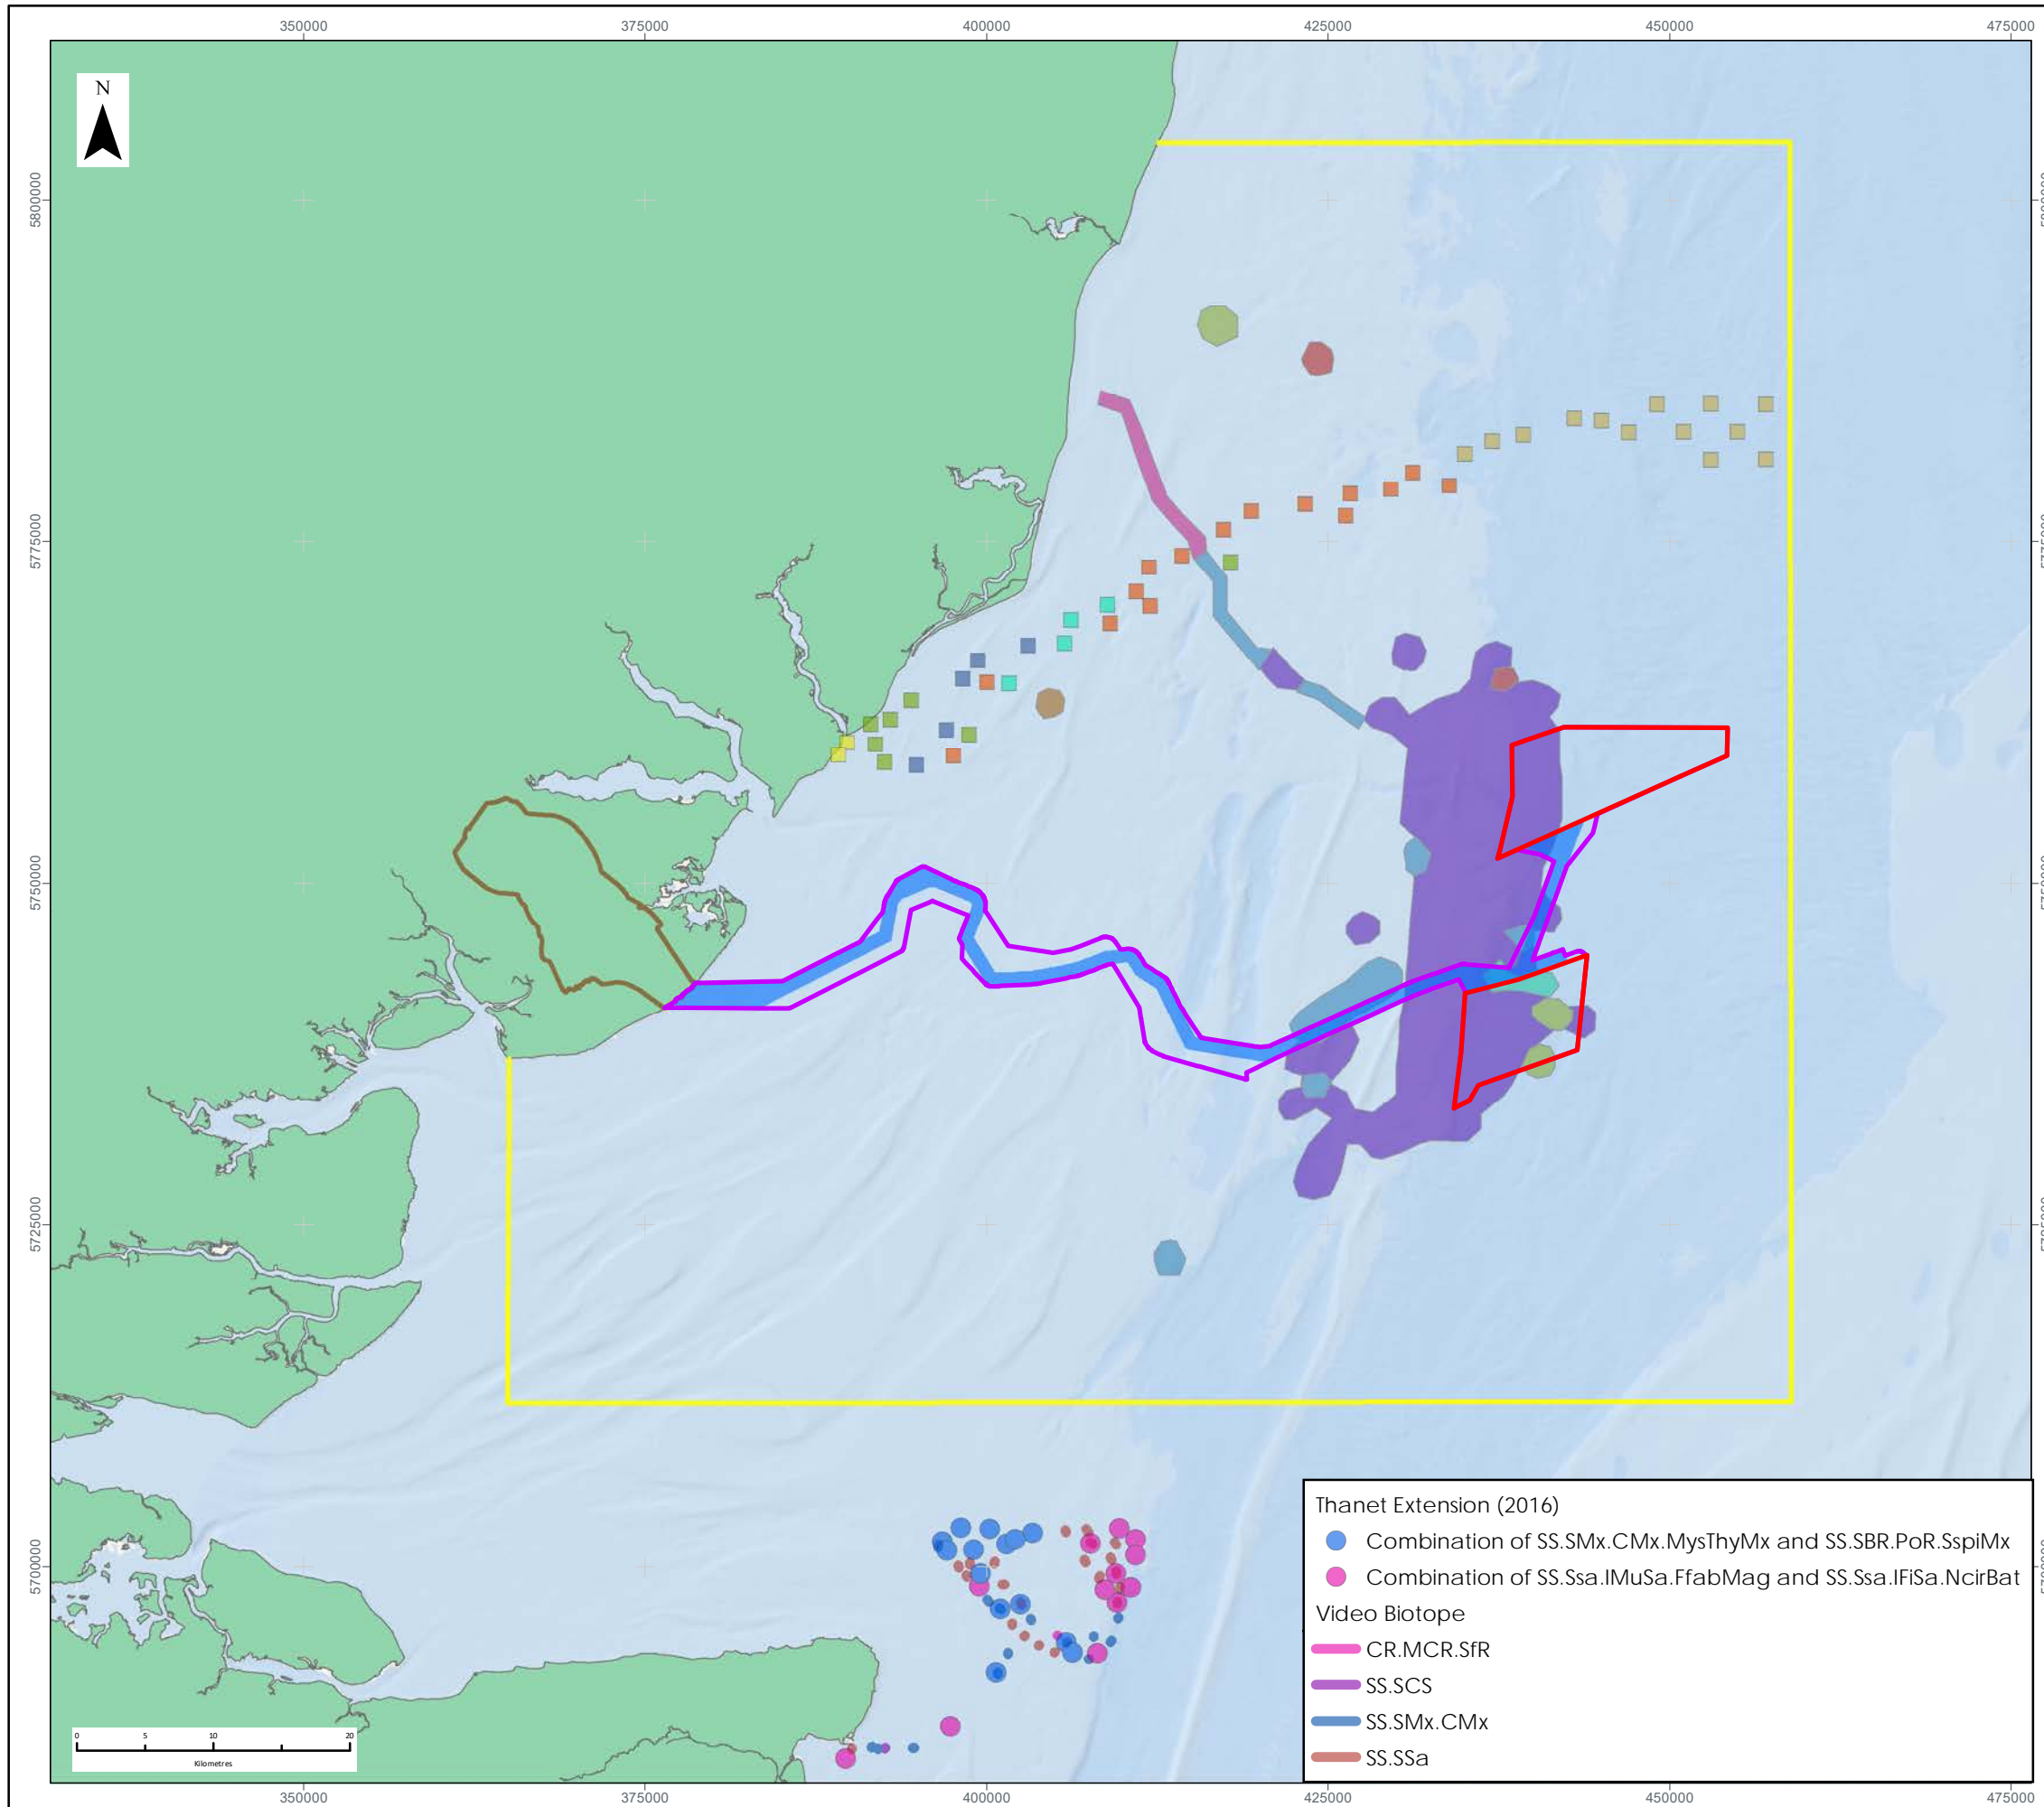 350000 375000 400000 425000 450000 475000
N
5800000
5775000
5750000
5725000
5700000
0 5 10 20
Kilometres
Thanet Extension (2016)
Combination of SS.SMx.CMx.MysThyMx and SS.SBR.PoR.SspiMx
Combination of SS.Ssa.IMuSa.FfabMag and SS.Ssa.IFiSa.NcirBat
Video Biotope
CR.MCR.SfR
SS.SCS
SS.SMx.CMx
SS.SSa
350000 375000 400000 425000 450000 475000